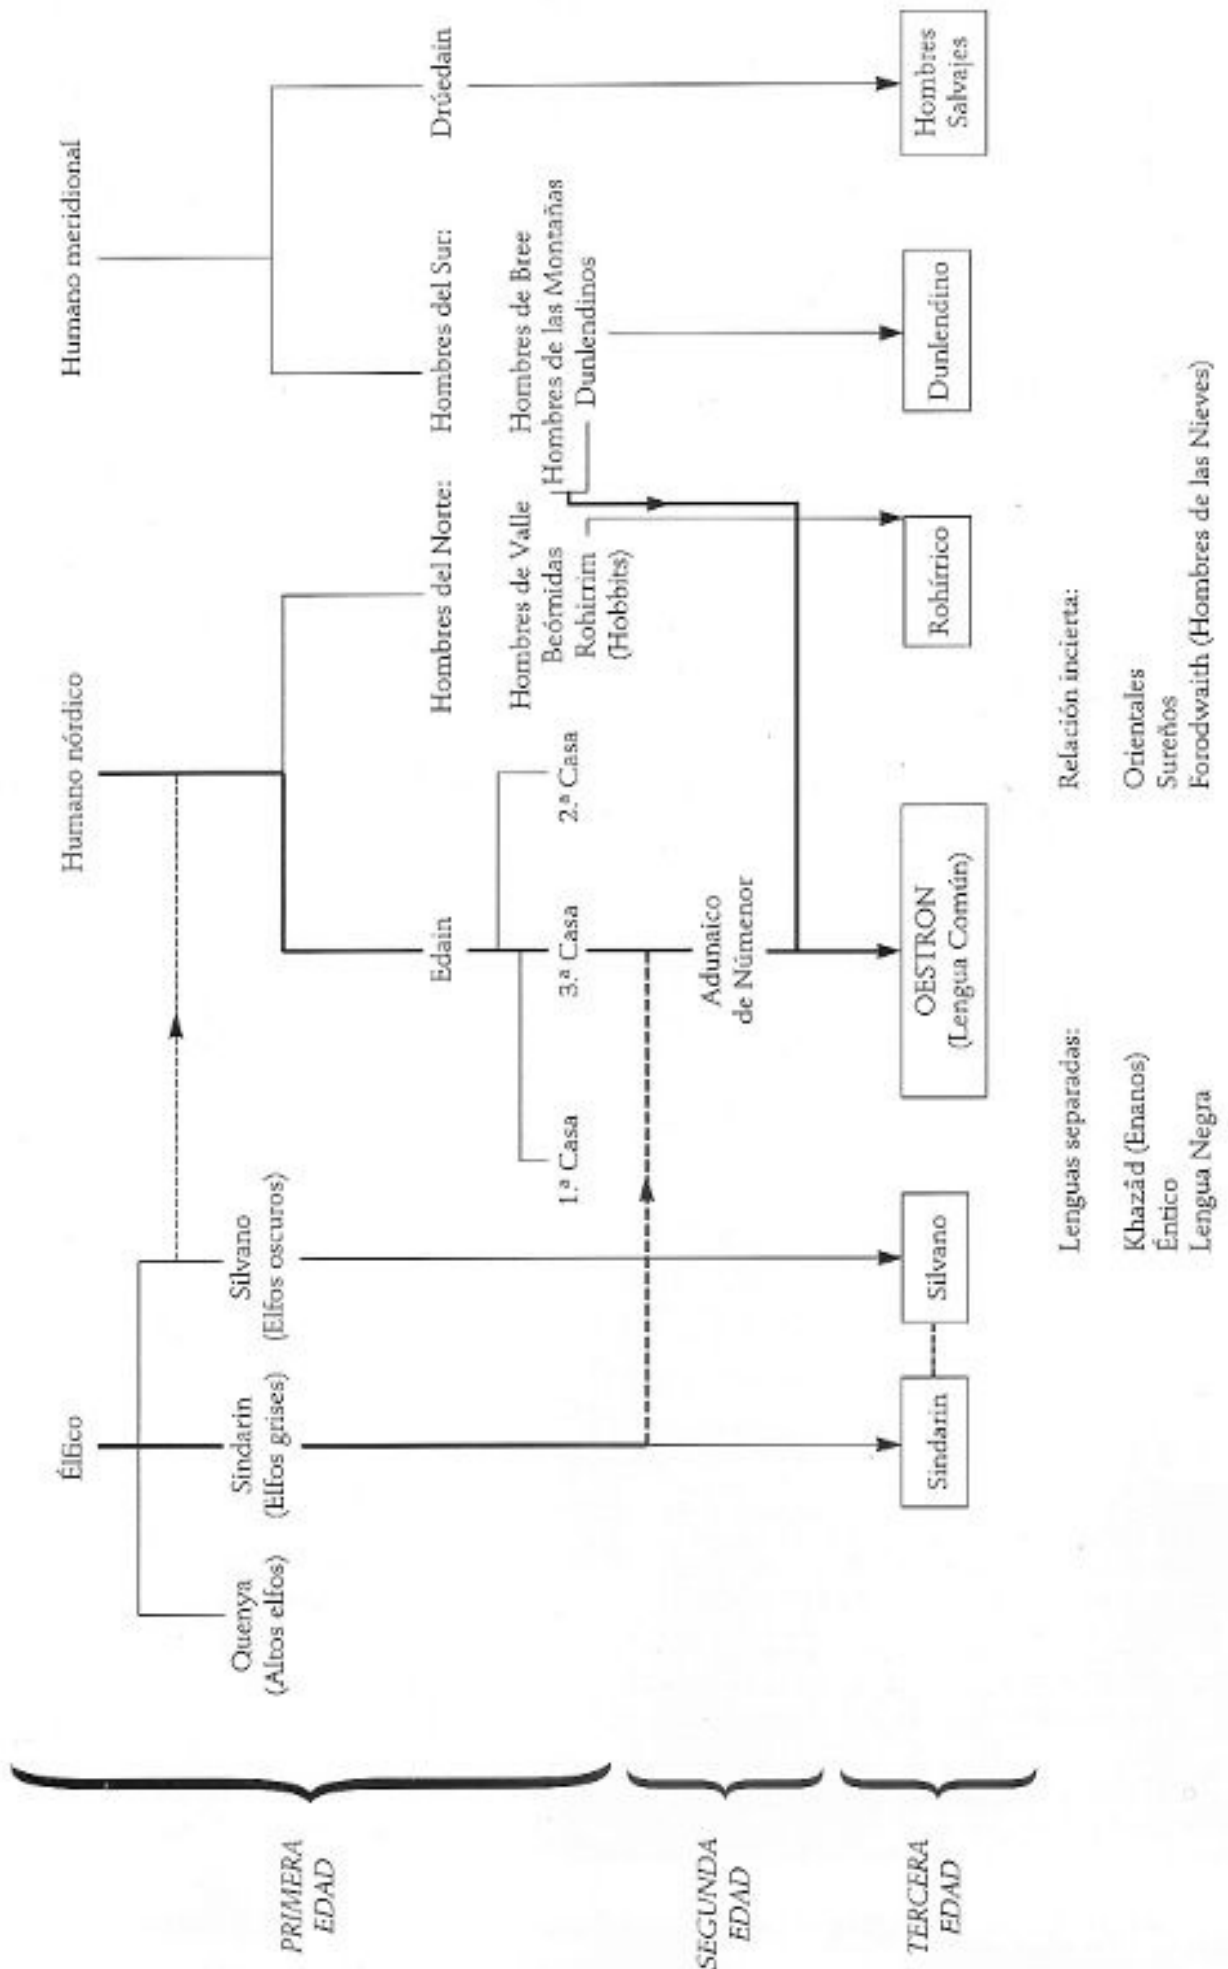 Élfico
Humano nórdico
Humano meridional
PRIMERA
EDAD
Quenya
(Altos elfos)
Sindarin
(Elfos grises)
Silvano
(Elfos oscuros)
Edain
Hombres del Norte:
Hombres del Sur:
Drúedain
1.ª Casa
3.ª Casa
2.ª Casa
Hombres de Valle
Beórnidas
Rohirrim
(Hobbits)
Hombres de Bree
Hombres de las Montañas
Dunlendinos
SEGUNDA
EDAD
Adunaico
de Númenor
TERCERA
EDAD
Sindarin
Silvano
OESTRON
(Lengua Común)
Rohírrico
Dunlendino
Hombres
Salvajes
Lenguas separadas:
Khazâd (Enanos)
Éntico
Lengua Negra
Relación incierta:
Orientales
Sureños
Forodwaith (Hombres de las Nieves)